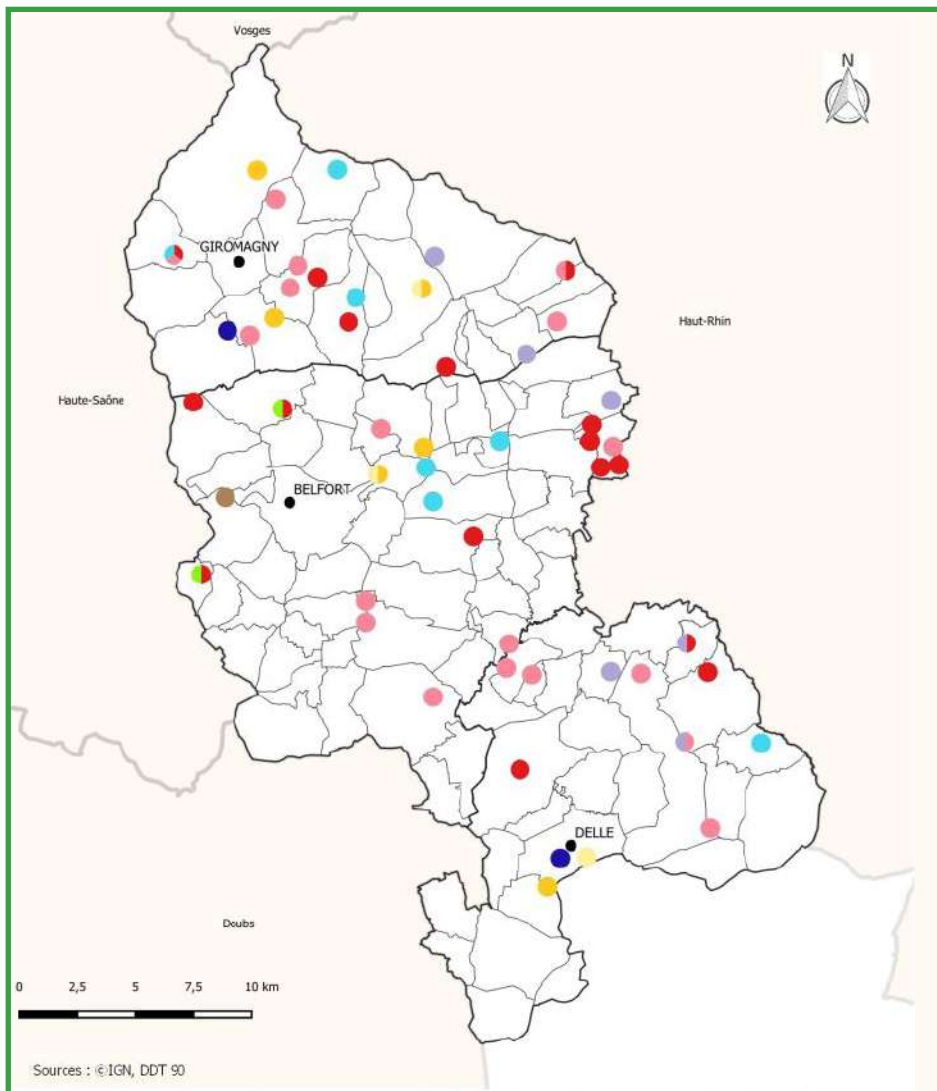 Vosges
N
GIROMAGNY
Haut-Rhin
Haute-Saône
BELFORT
DELLE
Doubs
0 2,5 5 7,5 10 km
Sources : ©IGN, DDT 90